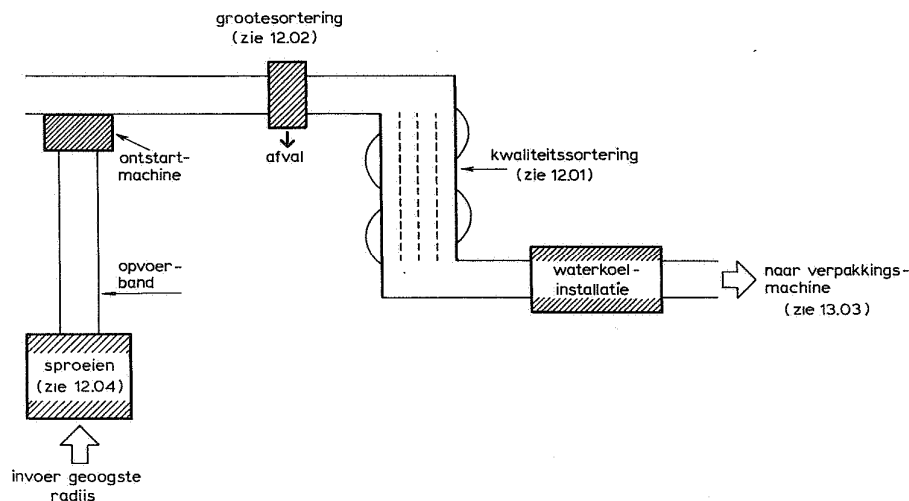 grootesortering
(zie 12.02)
ontstart-
machine
afval
kwaliteitssortering
(zie 12.01)
opvoer-
band
waterkoel-
installatie
naar verpakkings-
machine
(zie 13.03)
sproeien
(zie 12.04)
invoer geoogste
radijs